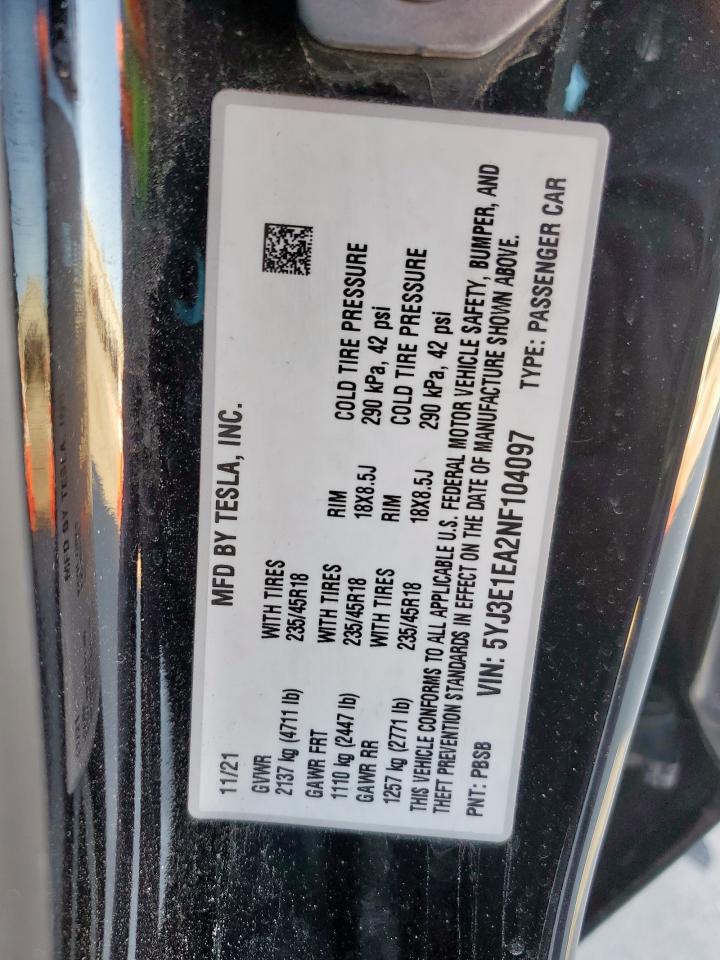 MFD BY TESLA, INC.
11/21
GVWR
2137 kg (4711 lb)
WITH TIRES
235/45R18
GAWR FRT
1110 kg (2447 lb)
WITH TIRES
235/45R18
RIM
18X8.5J
COLD TIRE PRESSURE
290 kPa, 42 psi
GAWR RR
1257 kg (2771 lb)
WITH TIRES
235/45R18
RIM
18X8.5J
COLD TIRE PRESSURE
290 kPa, 42 psi
THIS VEHICLE CONFORMS TO ALL APPLICABLE U.S. FEDERAL MOTOR VEHICLE SAFETY, BUMPER, AND
THEFT PREVENTION STANDARDS IN EFFECT ON THE DATE OF MANUFACTURE SHOWN ABOVE.
PNT: PBSB
VIN: 5YJ3E1EA2NF104097
TYPE: PASSENGER CAR
MFD BY TESLA